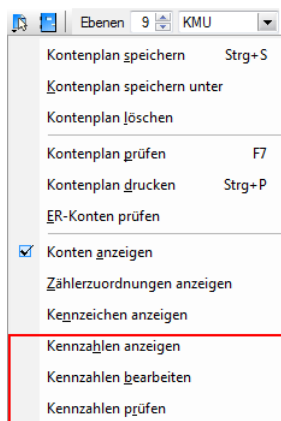 Ebenen 9 KMU
Kontenplan speichern Strg+S
Kontenplan speichern unter
Kontenplan löschen
Kontenplan prüfen F7
Kontenplan drucken Strg+P
ER-Konten prüfen
Konten anzeigen
Zählerzuordnungen anzeigen
Kennzeichen anzeigen
Kennzahlen anzeigen
Kennzahlen bearbeiten
Kennzahlen prüfen